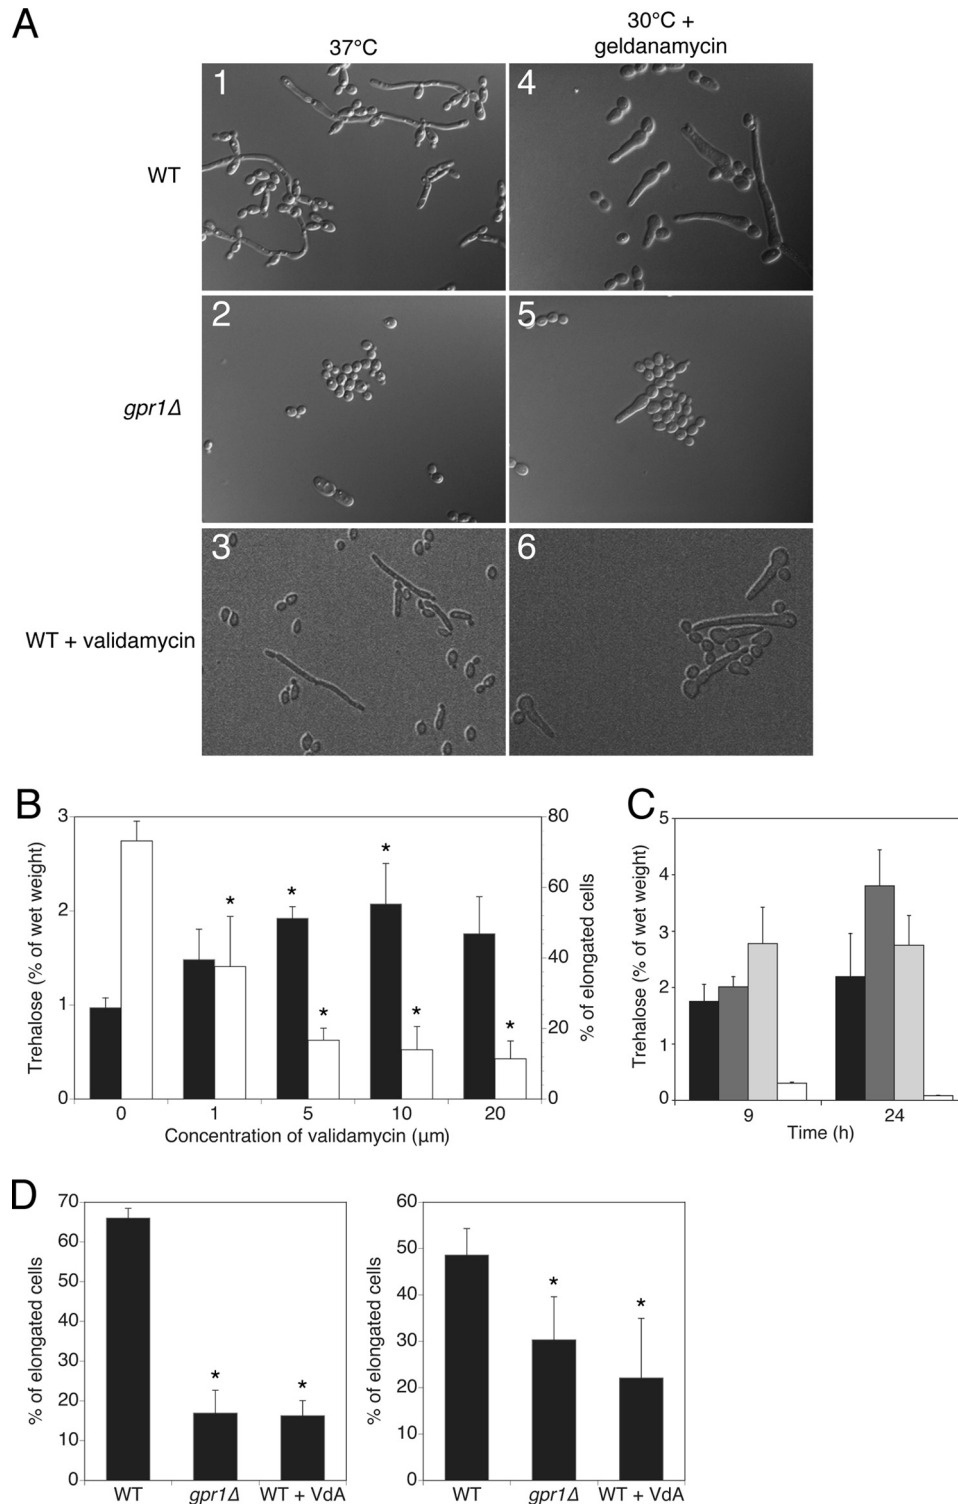 A
37°C
30°C +
geldanamycin
WT
1
4
gpr1Δ
2
5
WT + validamycin
3
6
B
3
2
1
0
Trehalose (% of wet weight)
80
60
40
20
0
% of elongated cells
*
*
*
*
*
*
*
0 1 5 10 20
Concentration of validamycin (µm)
C
5
4
3
2
1
0
Trehalose (% of wet weight)
9 24
Time (h)
D
70
60
50
40
30
20
10
0
% of elongated cells
*
*
WT gpr1Δ WT + VdA
60
50
40
30
20
10
0
% of elongated cells
*
*
WT gpr1Δ WT + VdA